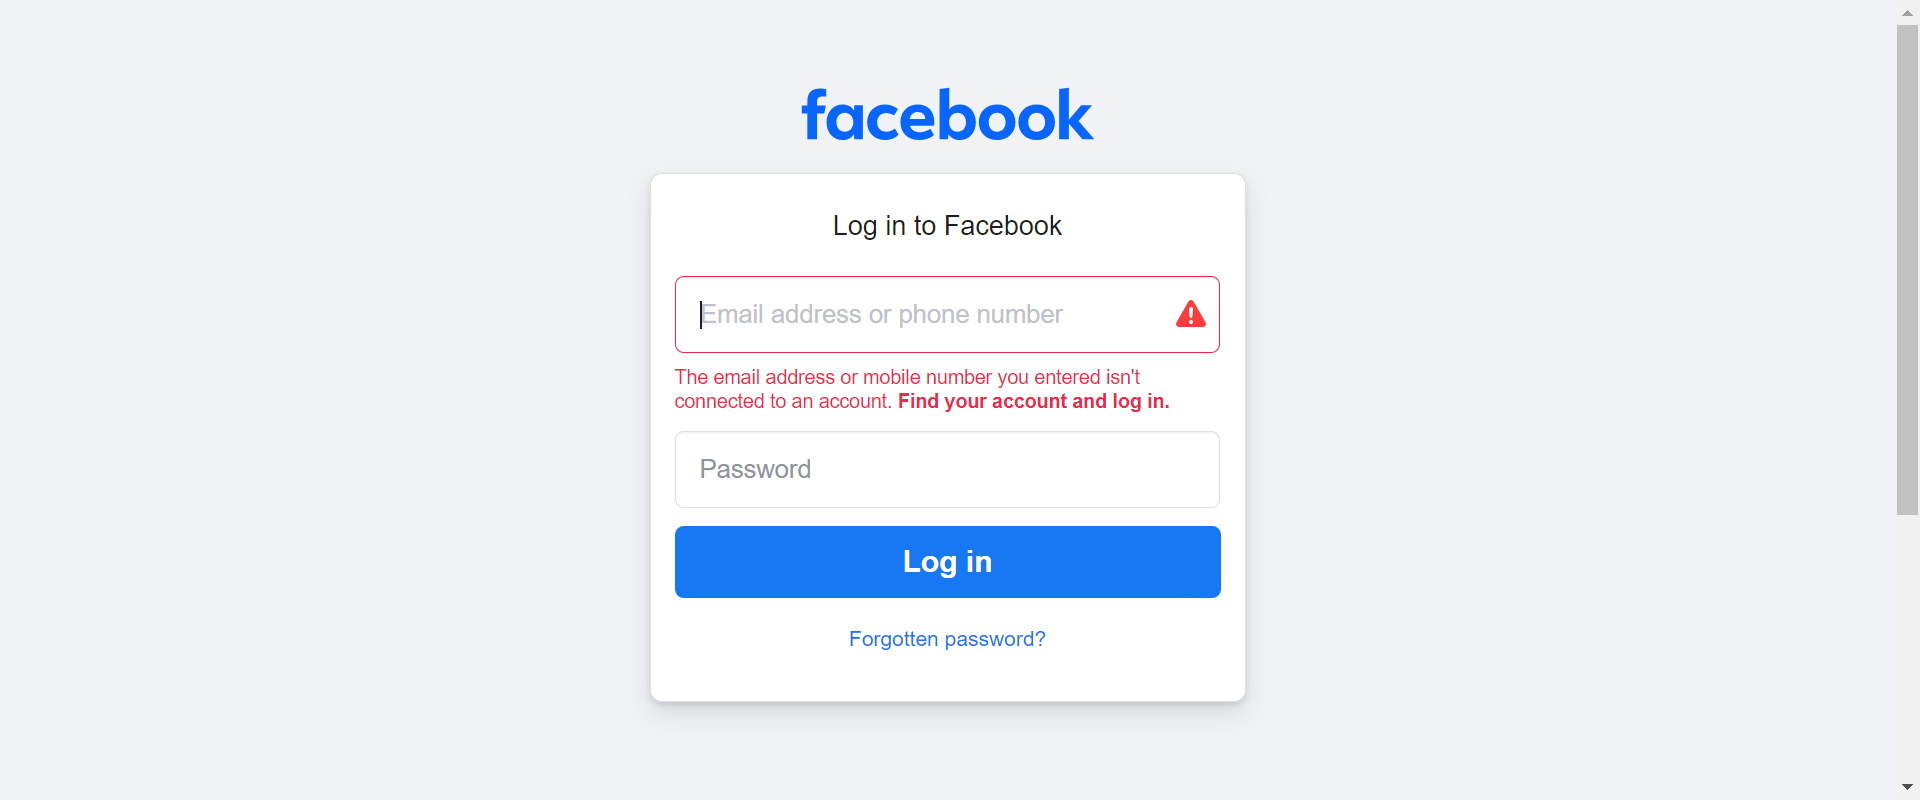 facebook
Log in to Facebook
Email address or phone number
The email address or mobile number you entered isn't
connected to an account. Find your account and log in.
Password
Log in
Forgotten password?